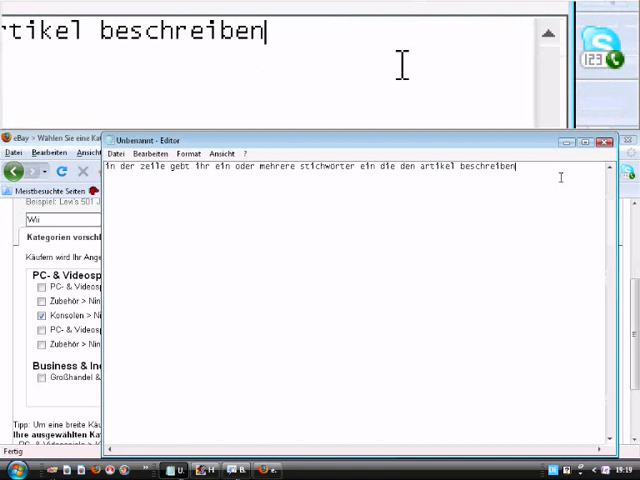 rtikel beschreiben
123
eBay > Wählen Sie eine Ka
Unbenannt - Editor
Datei Bearbeiten Ansicht
Datei Bearbeiten Format Ansicht ?
in der zeile gebt ihr ein oder mehrere stichwörter ein die den artikel beschreiben
Meistbesuchte Seiten
Beispiel: Levi's 501 J
Wii
Kategorien vorschl
Käufern wird Ihr Ange
PC- & Videosp
PC- & Videosp
Zubehör > Nin
Konsolen > Ni
PC- & Videosp
Zubehör > Nin
Business & In
Großhandel &
Tipp: Um eine breite Käu
Ihre ausgewählten Kat
Fertig
U.
H
B.
e.
19:19